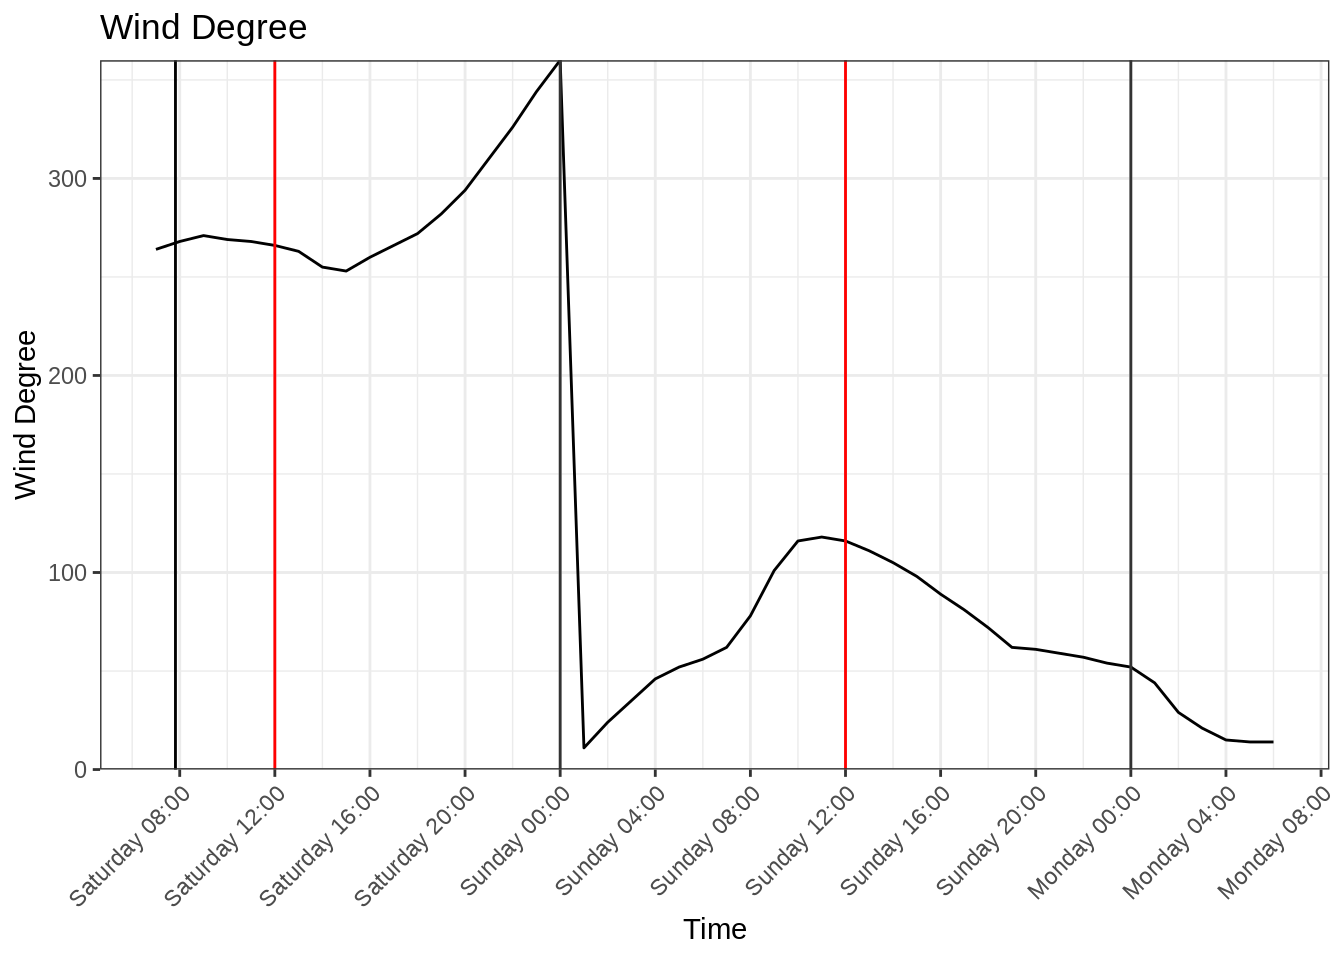 Wind Degree
Wind Degree
300
200
100
0
Saturday 08:00
Saturday 12:00
Saturday 16:00
Saturday 20:00
Sunday 00:00
Sunday 04:00
Sunday 08:00
Sunday 12:00
Sunday 16:00
Sunday 20:00
Monday 00:00
Monday 04:00
Monday 08:00
Time